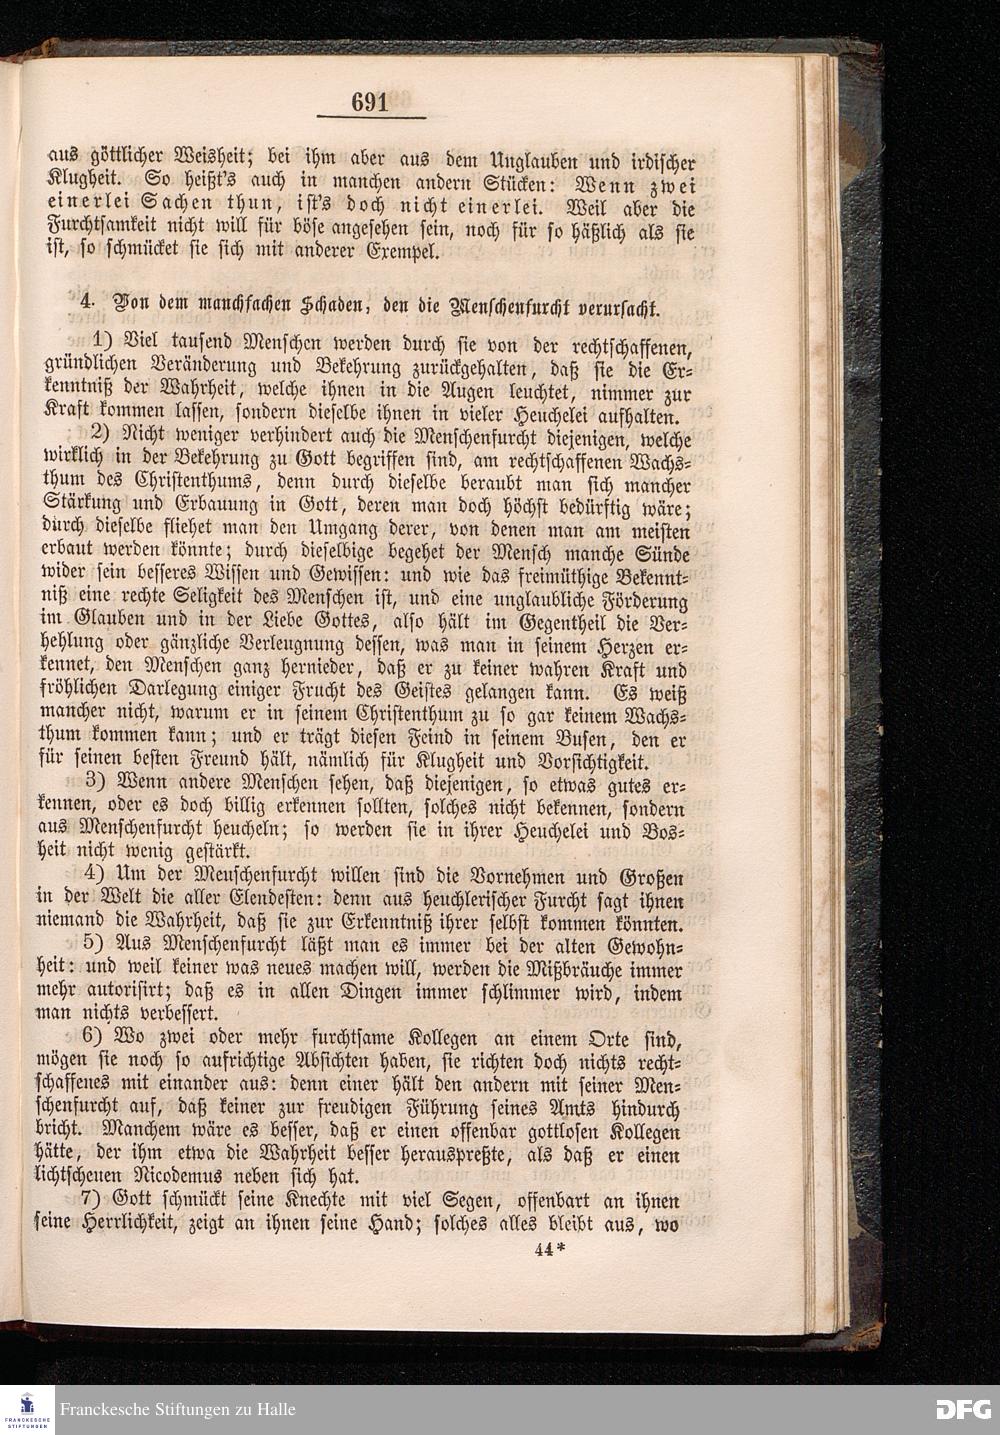 691
aus göttlicher Weisheit; bei ihm aber aus dem Unglauben und irdischer
Klugheit. So heißt's auch in manchen andern Stücken: Wenn zwei
einerlei Sachen thun, ist's doch nicht einerlei. Weil aber die
Furchtsamkeit nicht will für böse angesehen sein, noch für so häßlich als sie
ist, so schmücket sie sich mit anderer Exempel.
4. Von dem manchfachen Schaden, den die Menschenfurcht verursacht.
1) Viel tausend Menschen werden durch sie von der rechtschaffenen,
gründlichen Veränderung und Bekehrung zurückgehalten, daß sie die Er-
kenntniß der Wahrheit, welche ihnen in die Augen leuchtet, nimmer zur
Kraft kommen lassen, sondern dieselbe ihnen in vieler Heuchelei aufhalten.
2) Nicht weniger verhindert auch die Menschenfurcht diejenigen, welche
wirklich in der Bekehrung zu Gott begriffen sind, am rechtschaffenen Wachs-
thum des Christenthums, denn durch dieselbe beraubt man sich mancher
Stärkung und Erbauung in Gott, deren man doch höchst bedürftig wäre;
durch dieselbe fliehet man den Umgang derer, von denen man am meisten
erbaut werden könnte; durch dieselbige begehet der Mensch manche Sünde
wider sein besseres Wissen und Gewissen: und wie das freimüthige Bekennt-
niß eine rechte Seligkeit des Menschen ist, und eine unglaubliche Förderung
im Glauben und in der Liebe Gottes, also hält im Gegentheil die Ver-
hehlung oder gänzliche Verleugnung dessen, was man in seinem Herzen er-
kennet, den Menschen ganz hernieder, daß er zu keiner wahren Kraft und
fröhlichen Darlegung einiger Frucht des Geistes gelangen kann. Es weiß
mancher nicht, warum er in seinem Christenthum zu so gar keinem Wachs-
thum kommen kann; und er trägt diesen Feind in seinem Busen, den er
für seinen besten Freund hält, nämlich für Klugheit und Vorsichtigkeit.
3) Wenn andere Menschen sehen, daß diejenigen, so etwas gutes er-
kennen, oder es doch billig erkennen sollten, solches nicht bekennen, sondern
aus Menschenfurcht heucheln; so werden sie in ihrer Heuchelei und Bos-
heit nicht wenig gestärkt.
4) Um der Menschenfurcht willen sind die Vornehmen und Großen
in der Welt die aller Elendesten: denn aus heuchlerischer Furcht sagt ihnen
niemand die Wahrheit, daß sie zur Erkenntniß ihrer selbst kommen könnten.
5) Aus Menschenfurcht läßt man es immer bei der alten Gewohn-
heit: und weil keiner was neues machen will, werden die Mißbräuche immer
mehr autorisirt; daß es in allen Dingen immer schlimmer wird, indem
man nichts verbessert.
6) Wo zwei oder mehr furchtsame Kollegen an einem Orte sind,
mögen sie noch so aufrichtige Absichten haben, sie richten doch nichts recht-
schaffenes mit einander aus: denn einer hält den andern mit seiner Men-
schenfurcht auf, daß keiner zur freudigen Führung seines Amts hindurch
bricht. Manchem wäre es besser, daß er einen offenbar gottlosen Kollegen
hätte, der ihm etwa die Wahrheit besser herauspreßte, als daß er einen
lichtscheuen Nicodemus neben sich hat.
7) Gott schmückt seine Knechte mit viel Segen, offenbart an ihnen
seine Herrlichkeit, zeigt an ihnen seine Hand; solches alles bleibt aus, wo
44*
FRANCKESCHE
STIFTUNGEN
Franckesche Stiftungen zu Halle
DFG